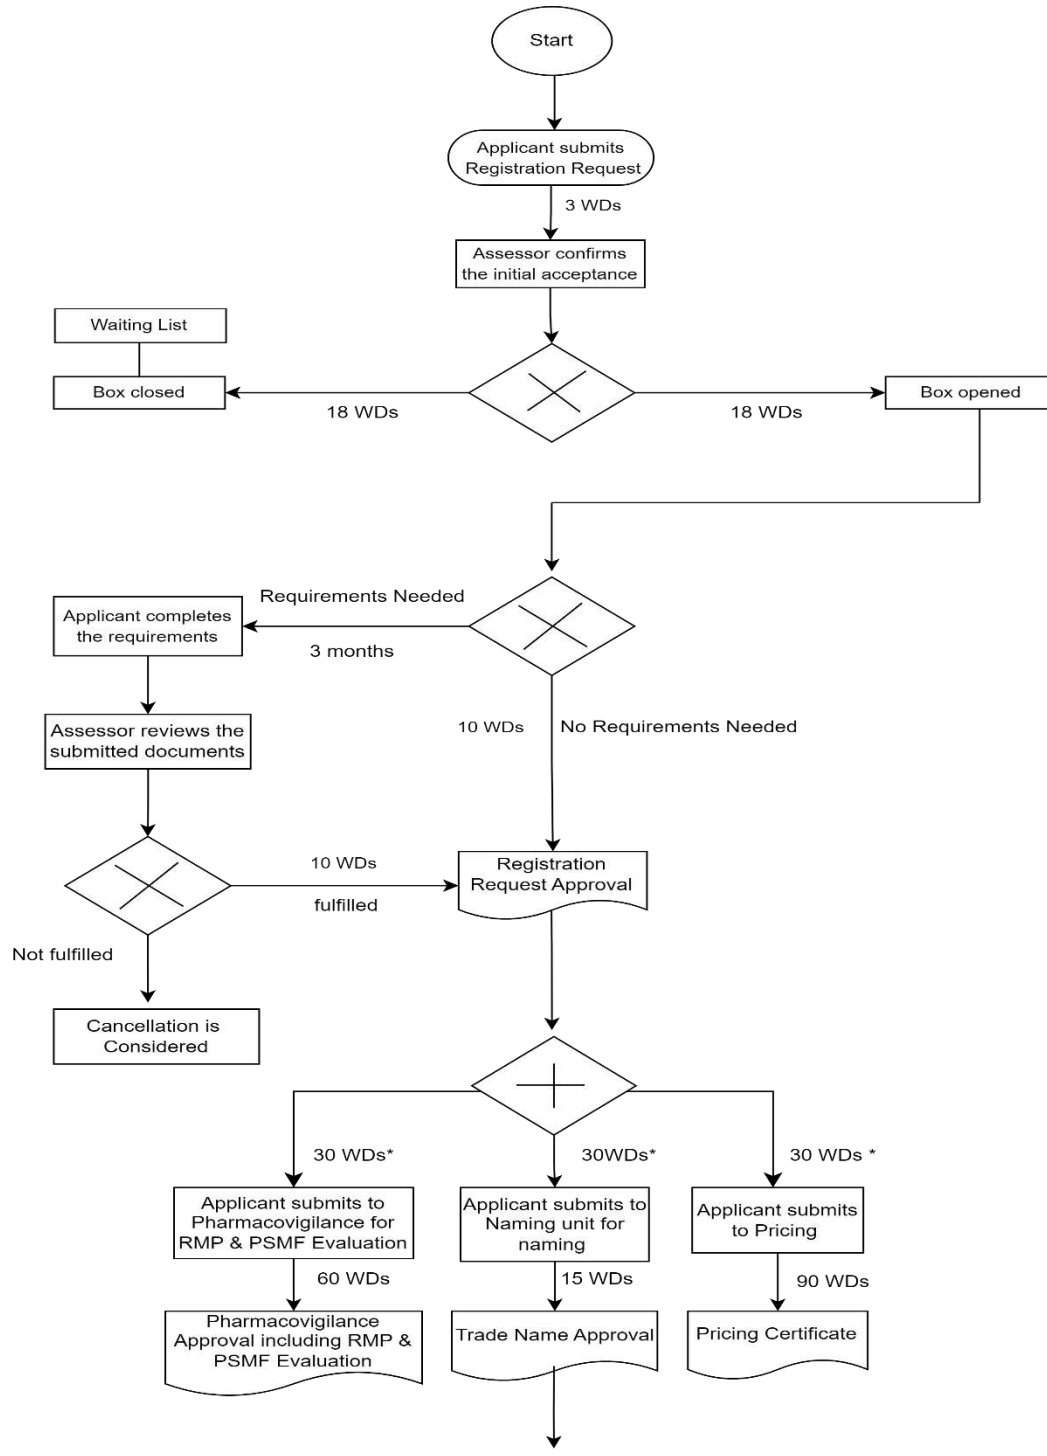 Start
Applicant submits
Registration Request
3 WDs
Assessor confirms
the initial acceptance
Waiting List
Box closed
18 WDs
18 WDs
Box opened
Requirements Needed
3 months
Applicant completes
the requirements
10 WDs
No Requirements Needed
Assessor reviews the
submitted documents
10 WDs
fulfilled
Registration
Request Approval
Not fulfilled
Cancellation is
Considered
30 WDs*
30WDs*
30 WDs *
Applicant submits to
Pharmacovigilance for
RMP & PSMF Evaluation
Applicant submits to
Naming unit for
naming
Applicant submits
to Pricing
60 WDs
15 WDs
90 WDs
Pharmacovigilance
Approval including RMP &
PSMF Evaluation
Trade Name Approval
Pricing Certificate